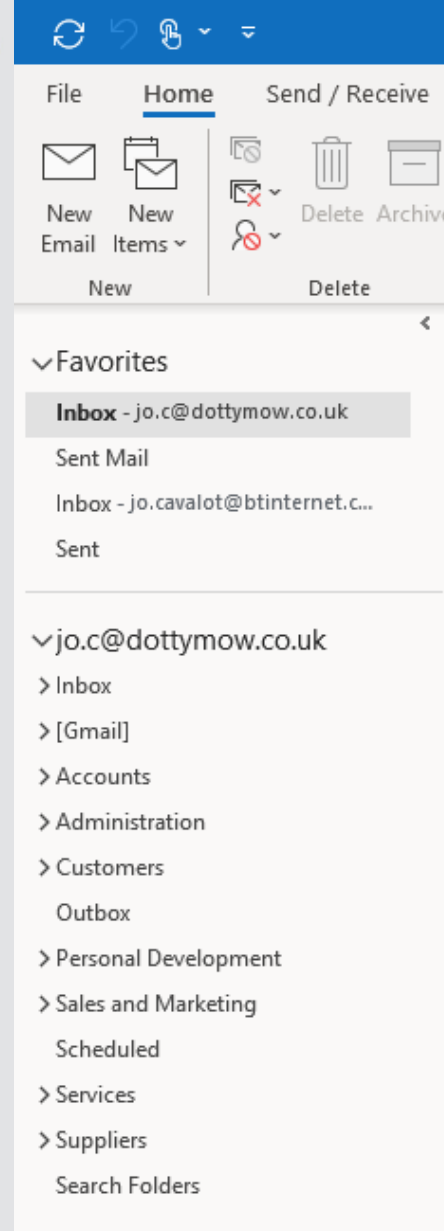 File Home Send / Receive
New Email
New Items
Delete
Archive
New Delete
Favorites
Inbox - jo.c@dottymow.co.uk
Sent Mail
Inbox - jo.cavalot@btinternet.c...
Sent
jo.c@dottymow.co.uk
Inbox
[Gmail]
Accounts
Administration
Customers
Outbox
Personal Development
Sales and Marketing
Scheduled
Services
Suppliers
Search Folders